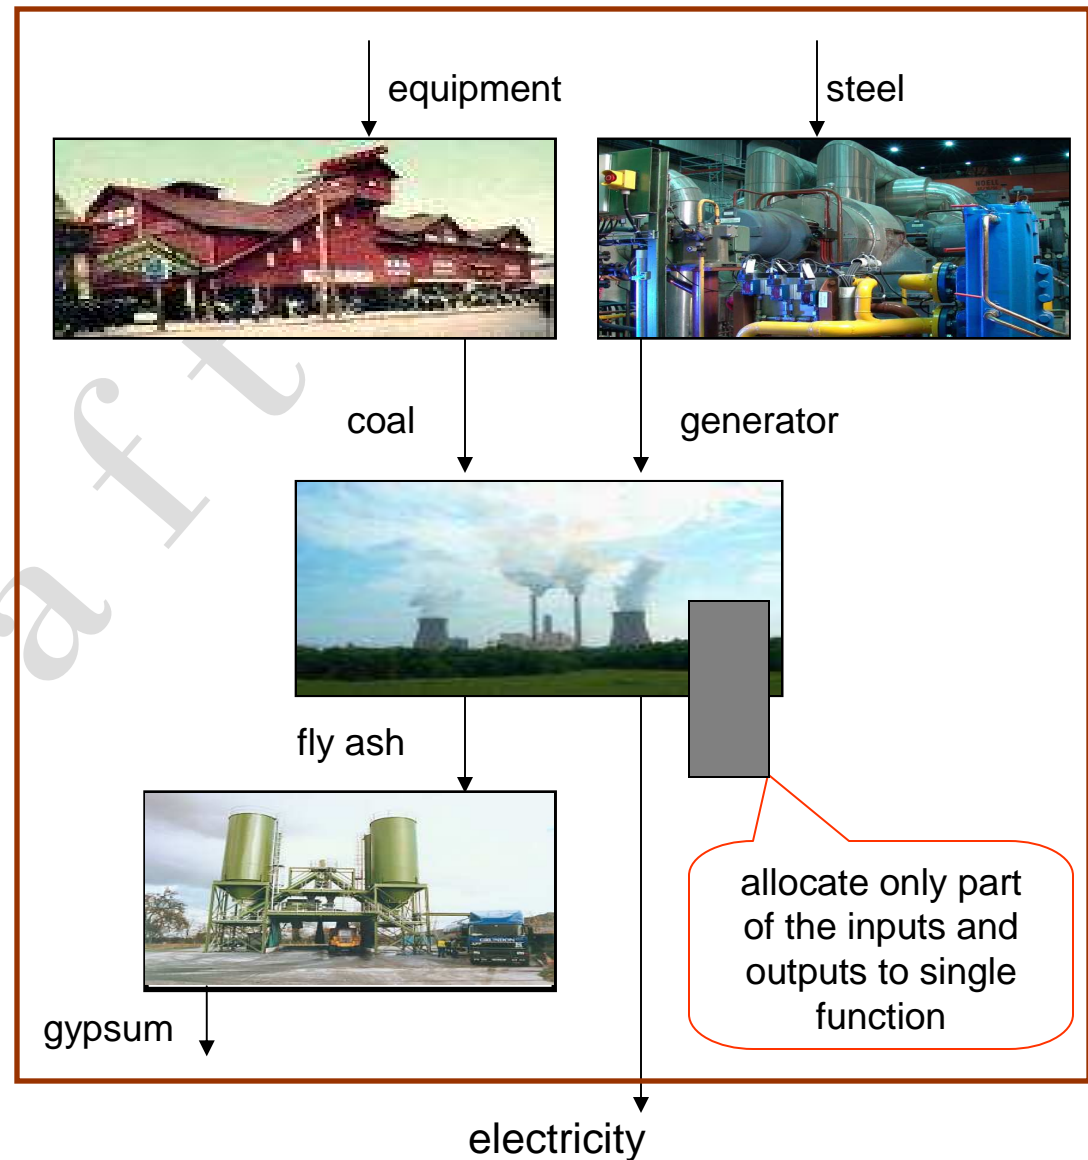 equipment
steel
coal
generator
fly ash
allocate only part
of the inputs and
outputs to single
function
gypsum
electricity
a f t